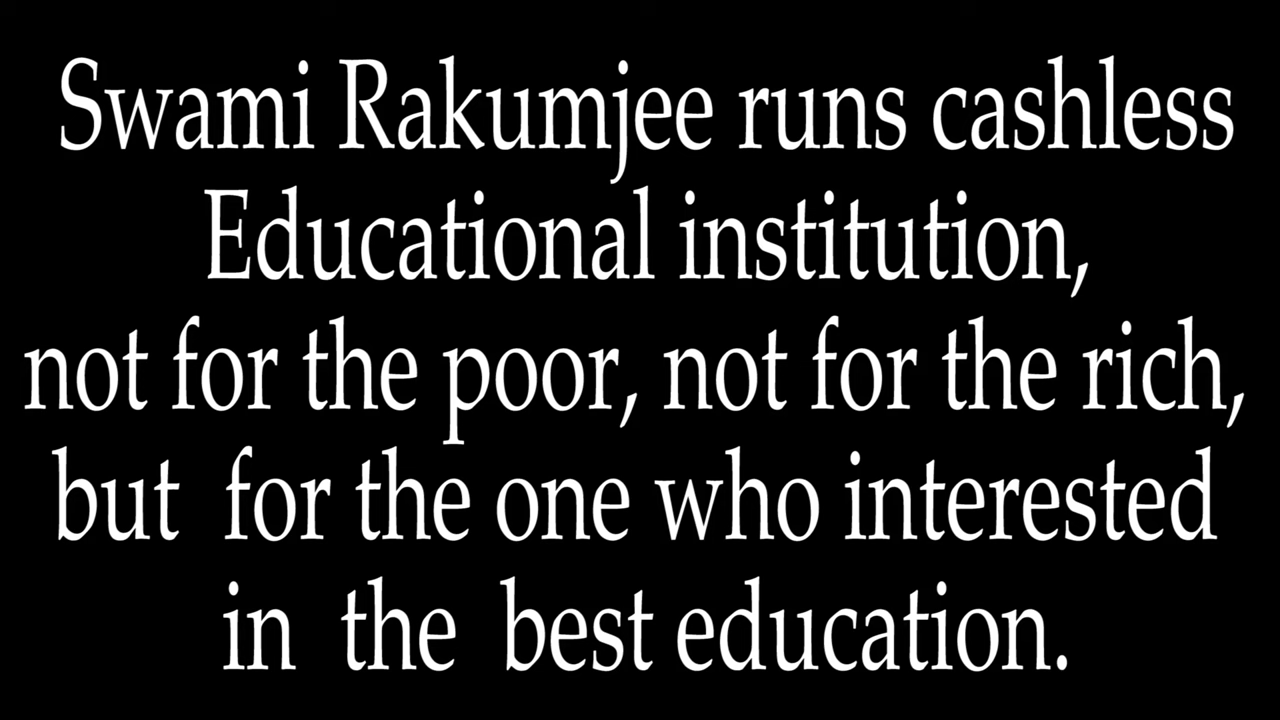 Swami Rakumjee runs cashless
Educational institution,
not for the poor, not for the rich,
but for the one who interested
in the best education.